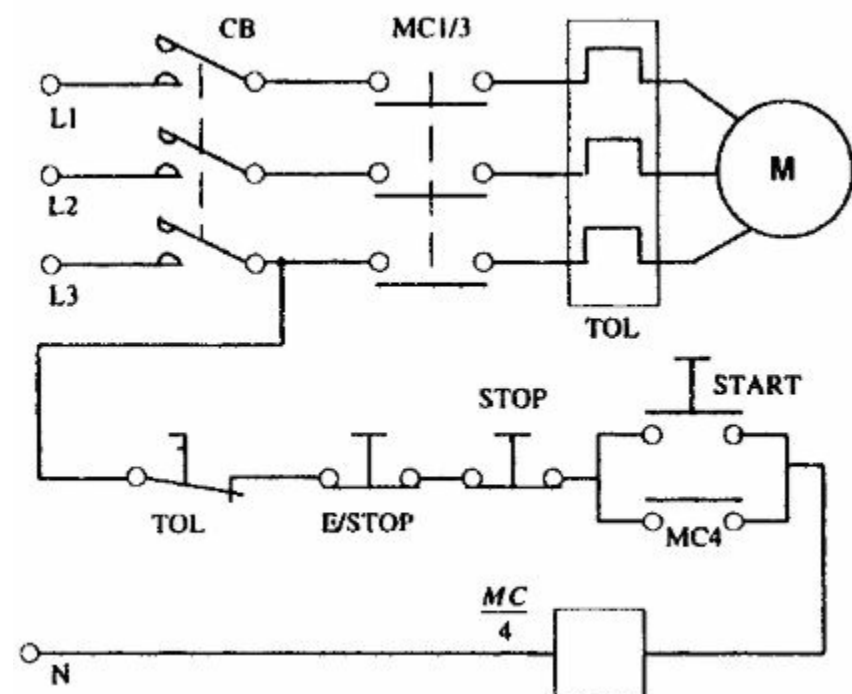 CB
MC1/3
L1
L2
M
L3
TOL
STOP
START
TOL
E/STOP
MC4
MC
4
N